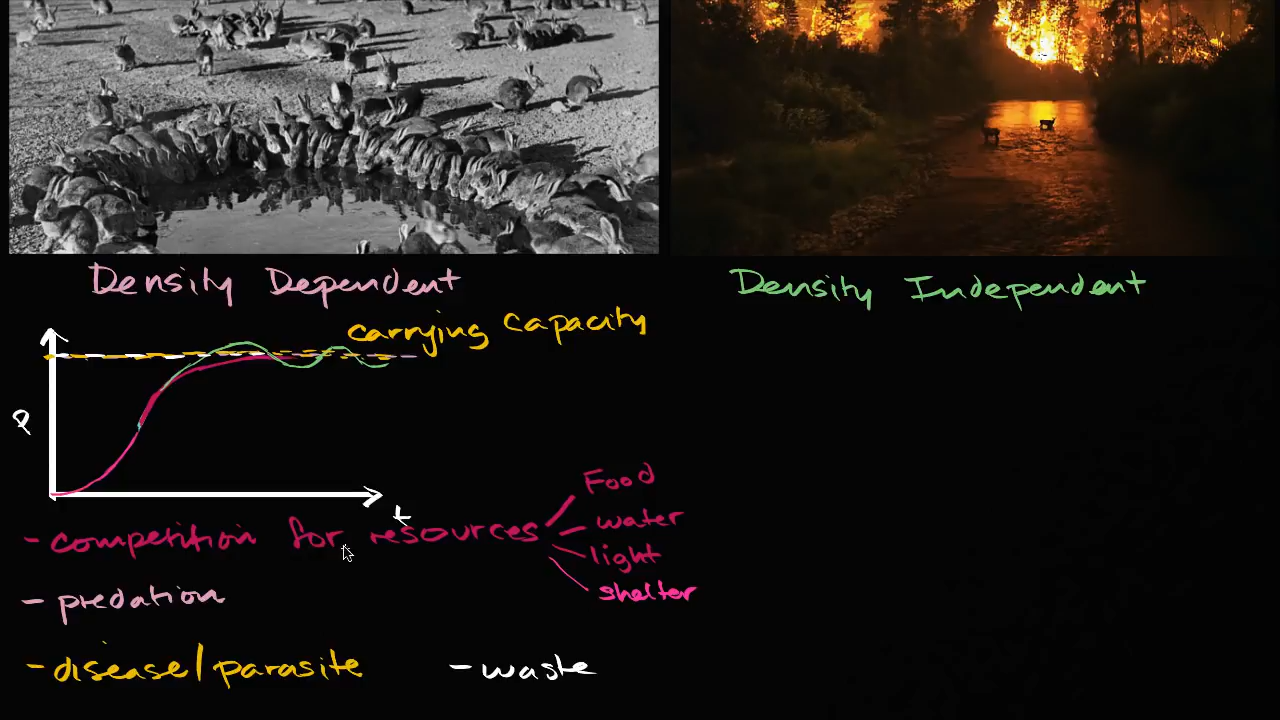 Density Dependent
Density Independent
carrying capacity
P
t
- competition for resources
Food
water
light
shelter
- predation
- disease/parasite
- waste